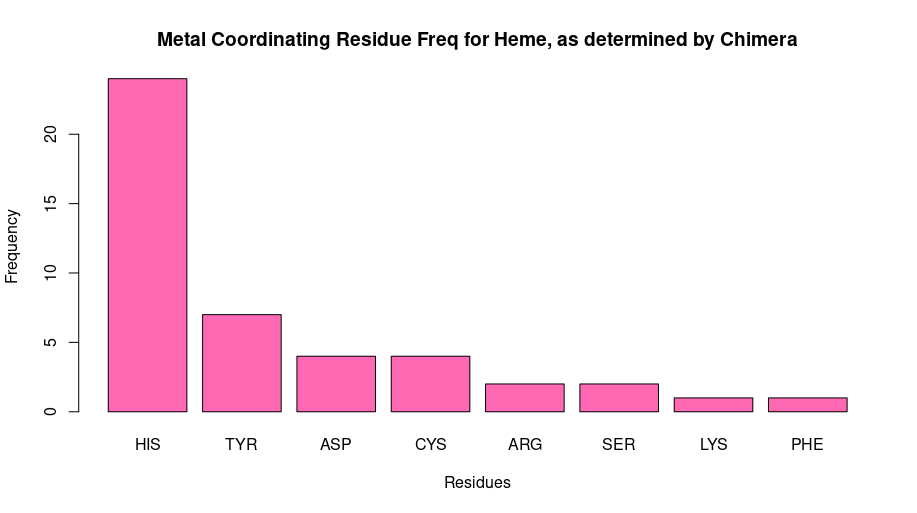 Metal Coordinating Residue Freq for Heme, as determined by Chimera
Frequency
20
15
10
5
0
HIS TYR ASP CYS ARG SER LYS PHE
Residues